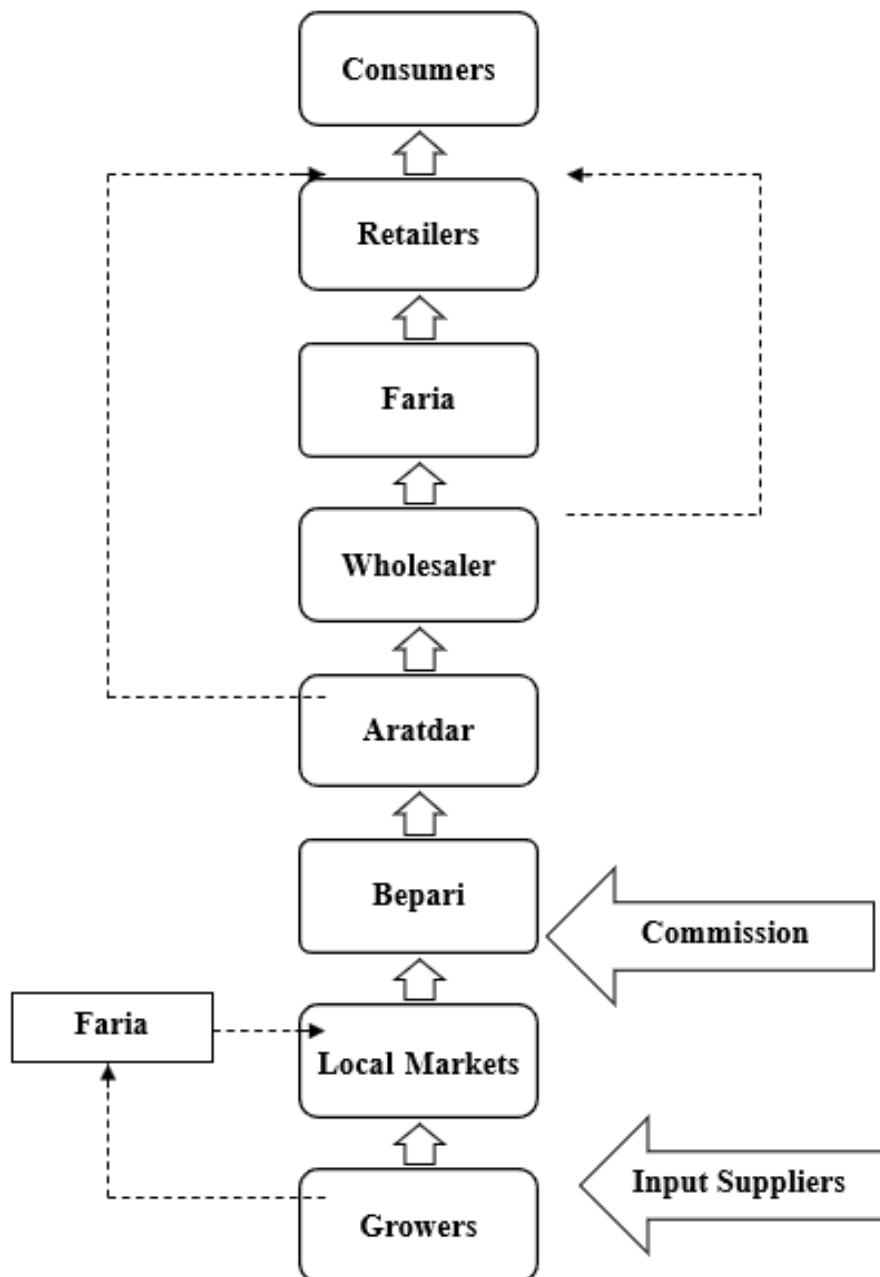 Consumers
Retailers
Faria
Wholesaler
Aratdar
Bepari
Commission
Faria
Local Markets
Input Suppliers
Growers